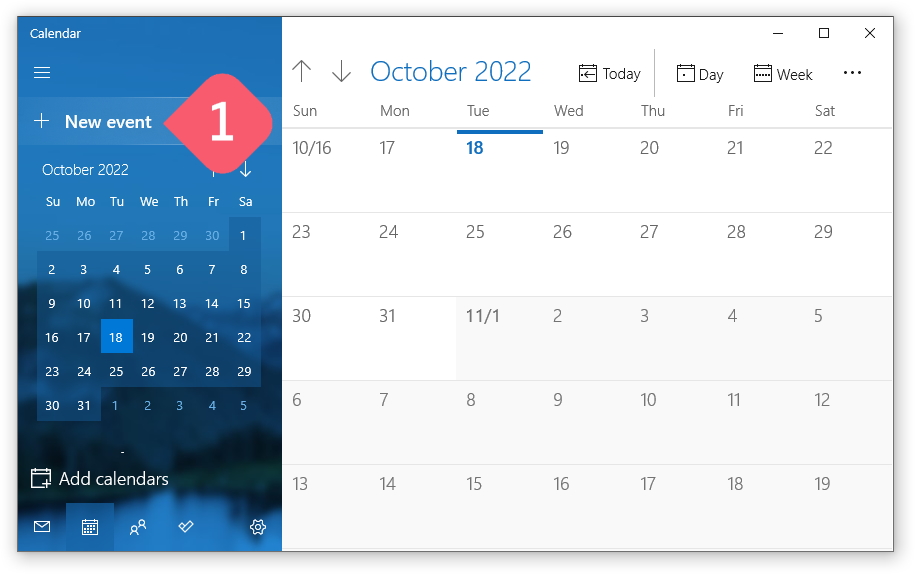 Calendar
New event
1
October 2022
Su Mo Tu We Th Fr Sa
25 26 27 28 29 30 1
2 3 4 5 6 7 8
9 10 11 12 13 14 15
16 17 18 19 20 21 22
23 24 25 26 27 28 29
30 31 1 2 3 4 5
Add calendars
October 2022 Today Day Week
Sun Mon Tue Wed Thu Fri Sat
10/16 17 18 19 20 21 22
23 24 25 26 27 28 29
30 31 11/1 2 3 4 5
6 7 8 9 10 11 12
13 14 15 16 17 18 19